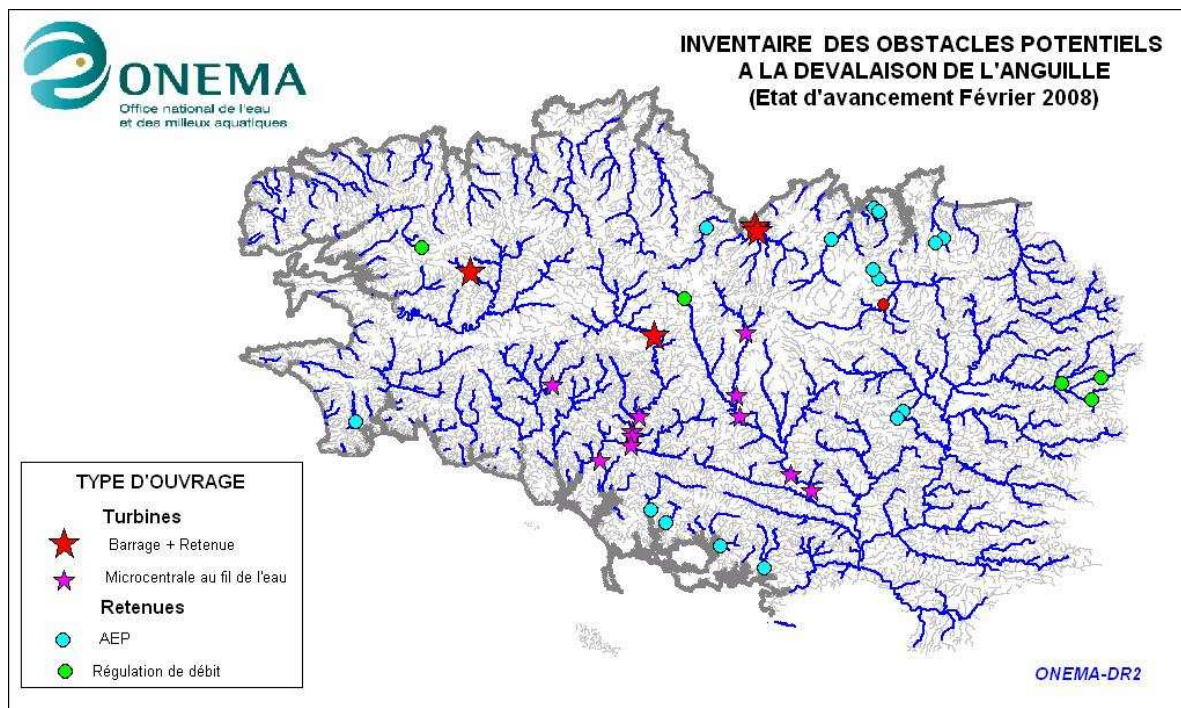 ONEMA
Office national de l'eau
et des milieux aquatiques
INVENTAIRE DES OBSTACLES POTENTIELS
A LA DEVALAISON DE L'ANGUILLE
(Etat d'avancement Février 2008)
TYPE D'OUVRAGE
Turbines
Barrage + Retenue
Microcentrale au fil de l'eau
Retenues
AEP
Régulation de débit
ONEMA-DR2